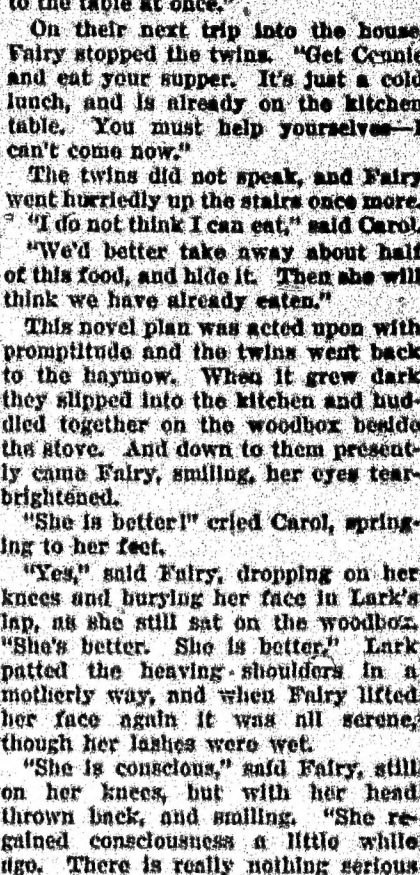 to the table at once."
On their next trip into the house
Fairy stopped the twins. "Get Connie
and eat your supper. It's just a cold
lunch, and is already on the kitchen
table. You must help yourselves—I
can't come now."
The twins did not speak, and Fairy
went hurriedly up the stairs once more.
"I do not think I can eat," said Carol.
"We'd better take away about half
of this food, and hide it. Then she will
think we have already eaten."
This novel plan was acted upon with
promptitude and the twins went back
to the haymow. When it grew dark
they slipped into the kitchen and hud-
dled together on the woodbox beside
the stove. And down to them present-
ly came Fairy, smiling, her eyes tear-
brightened.
"She is better!" cried Carol, spring-
ing to her feet.
"Yes," said Fairy, dropping on her
knees and burying her face in Lark's
lap, as she still sat on the woodbox.
"She's better. She is better." Lark
patted the heaving shoulders in a
motherly way, and when Fairy lifted
her face again it was all serene,
though her lashes were wet.
"She is conscious," said Fairy, still
on her knees, but with her head
thrown back, and smiling. "She re-
gained consciousness a little while
ago. There is really nothing serious